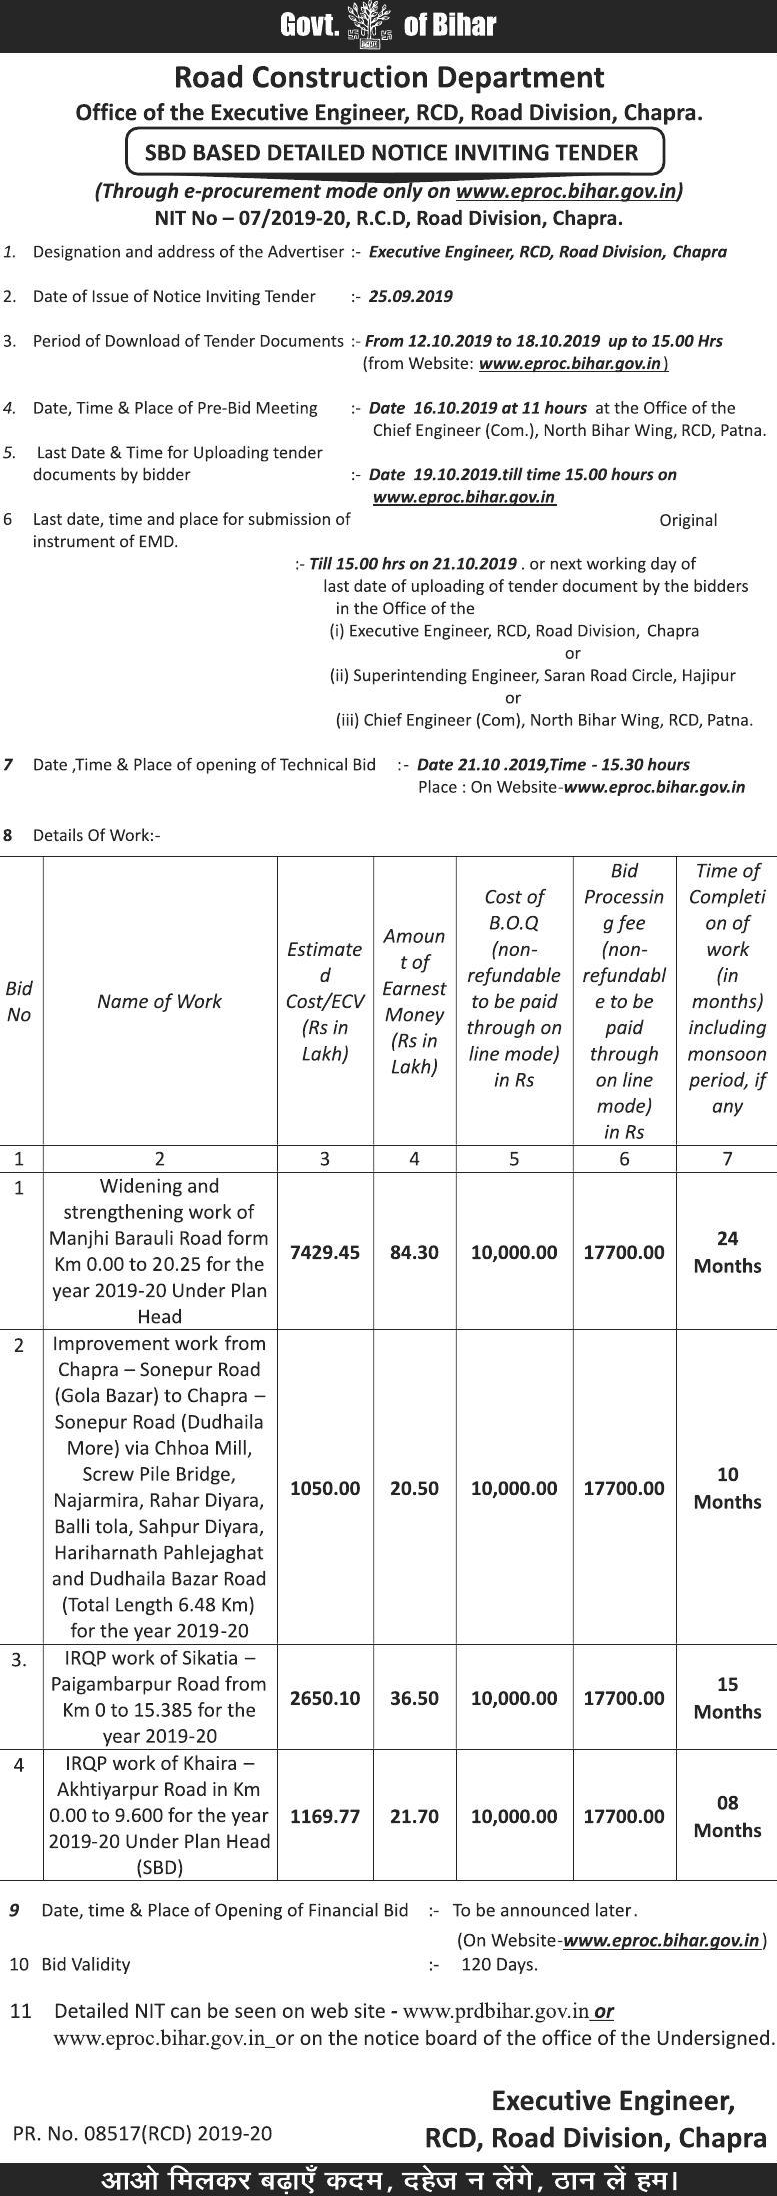 Govt. of Bihar
Road Construction Department
Office of the Executive Engineer, RCD, Road Division, Chapra.
SBD BASED DETAILED NOTICE INVITING TENDER
(Through e-procurement mode only on www.eproc.bihar.gov.in)
NIT No – 07/2019-20, R.C.D, Road Division, Chapra.
1. Designation and address of the Advertiser :- Executive Engineer, RCD, Road Division, Chapra
2. Date of Issue of Notice Inviting Tender :- 25.09.2019
3. Period of Download of Tender Documents :- From 12.10.2019 to 18.10.2019 up to 15.00 Hrs
(from Website: www.eproc.bihar.gov.in)
4. Date, Time & Place of Pre-Bid Meeting :- Date 16.10.2019 at 11 hours at the Office of the
Chief Engineer (Com.), North Bihar Wing, RCD, Patna.
5. Last Date & Time for Uploading tender
documents by bidder :- Date 19.10.2019.till time 15.00 hours on
www.eproc.bihar.gov.in
6 Last date, time and place for submission of Original
instrument of EMD.
:- Till 15.00 hrs on 21.10.2019 . or next working day of
last date of uploading of tender document by the bidders
in the Office of the
(i) Executive Engineer, RCD, Road Division, Chapra
or
(ii) Superintending Engineer, Saran Road Circle, Hajipur
or
(iii) Chief Engineer (Com), North Bihar Wing, RCD, Patna.
7 Date ,Time & Place of opening of Technical Bid :- Date 21.10 .2019,Time - 15.30 hours
Place : On Website-www.eproc.bihar.gov.in
8 Details Of Work:-
Bid
No
Name of Work
Estimate
d
Cost/ECV
(Rs in
Lakh)
Amoun
t of
Earnest
Money
(Rs in
Lakh)
Cost of
B.O.Q
(non-
refundable
to be paid
through on
line mode)
in Rs
Bid
Processin
g fee
(non-
refundabl
e to be
paid
through
on line
mode)
in Rs
Time of
Completi
on of
work
(in
months)
including
monsoon
period, if
any
1 2 3 4 5 6 7
1
Widening and
strengthening work of
Manjhi Barauli Road form
Km 0.00 to 20.25 for the
year 2019-20 Under Plan
Head
7429.45 84.30 10,000.00 17700.00
24
Months
2
Improvement work from
Chapra – Sonepur Road
(Gola Bazar) to Chapra –
Sonepur Road (Dudhaila
More) via Chhoa Mill,
Screw Pile Bridge,
Najarmira, Rahar Diyara,
Balli tola, Sahpur Diyara,
Hariharnath Pahlejaghat
and Dudhaila Bazar Road
(Total Length 6.48 Km)
for the year 2019-20
1050.00 20.50 10,000.00 17700.00
10
Months
3.
IRQP work of Sikatia –
Paigambarpur Road from
Km 0 to 15.385 for the
year 2019-20
2650.10 36.50 10,000.00 17700.00
15
Months
4
IRQP work of Khaira –
Akhtiyarpur Road in Km
0.00 to 9.600 for the year
2019-20 Under Plan Head
(SBD)
1169.77 21.70 10,000.00 17700.00
08
Months
9 Date, time & Place of Opening of Financial Bid :- To be announced later.
(On Website-www.eproc.bihar.gov.in)
10 Bid Validity :- 120 Days.
11 Detailed NIT can be seen on web site - www.prdbihar.gov.in or
www.eproc.bihar.gov.in_or on the notice board of the office of the Undersigned.
Executive Engineer,
PR. No. 08517(RCD) 2019-20 RCD, Road Division, Chapra
आओ मिलकर बढ़ाएँ कदम, दहेज न लेंगे, ठान लें हम।